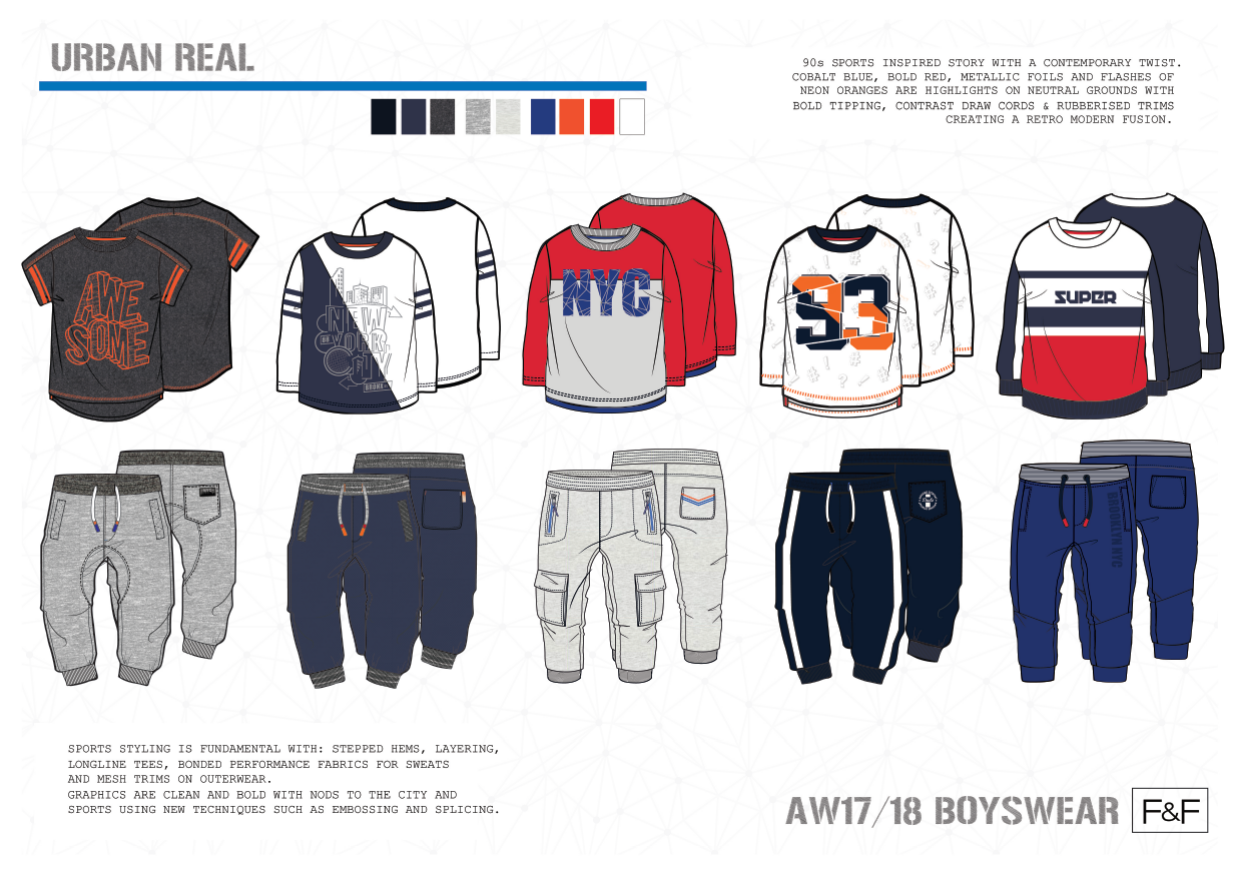 URBAN REAL
90s SPORTS INSPIRED STORY WITH A CONTEMPORARY TWIST.
COBALT BLUE, BOLD RED, METALLIC FOILS AND FLASHES OF
NEON ORANGES ARE HIGHLIGHTS ON NEUTRAL GROUNDS WITH
BOLD TIPPING, CONTRAST DRAW CORDS & RUBBERISED TRIMS
CREATING A RETRO MODERN FUSION.
AWE
SOME
NEW
YORK
CITY
NYC
93
SUPER
BROOKLYN NYC
SPORTS STYLING IS FUNDAMENTAL WITH: STEPPED HEMS, LAYERING,
LONGLINE TEES, BONDED PERFORMANCE FABRICS FOR SWEATS
AND MESH TRIMS ON OUTERWEAR.
GRAPHICS ARE CLEAN AND BOLD WITH NODS TO THE CITY AND
SPORTS USING NEW TECHNIQUES SUCH AS EMBOSSING AND SPLICING.
AW17/18 BOYSWEAR
F&F